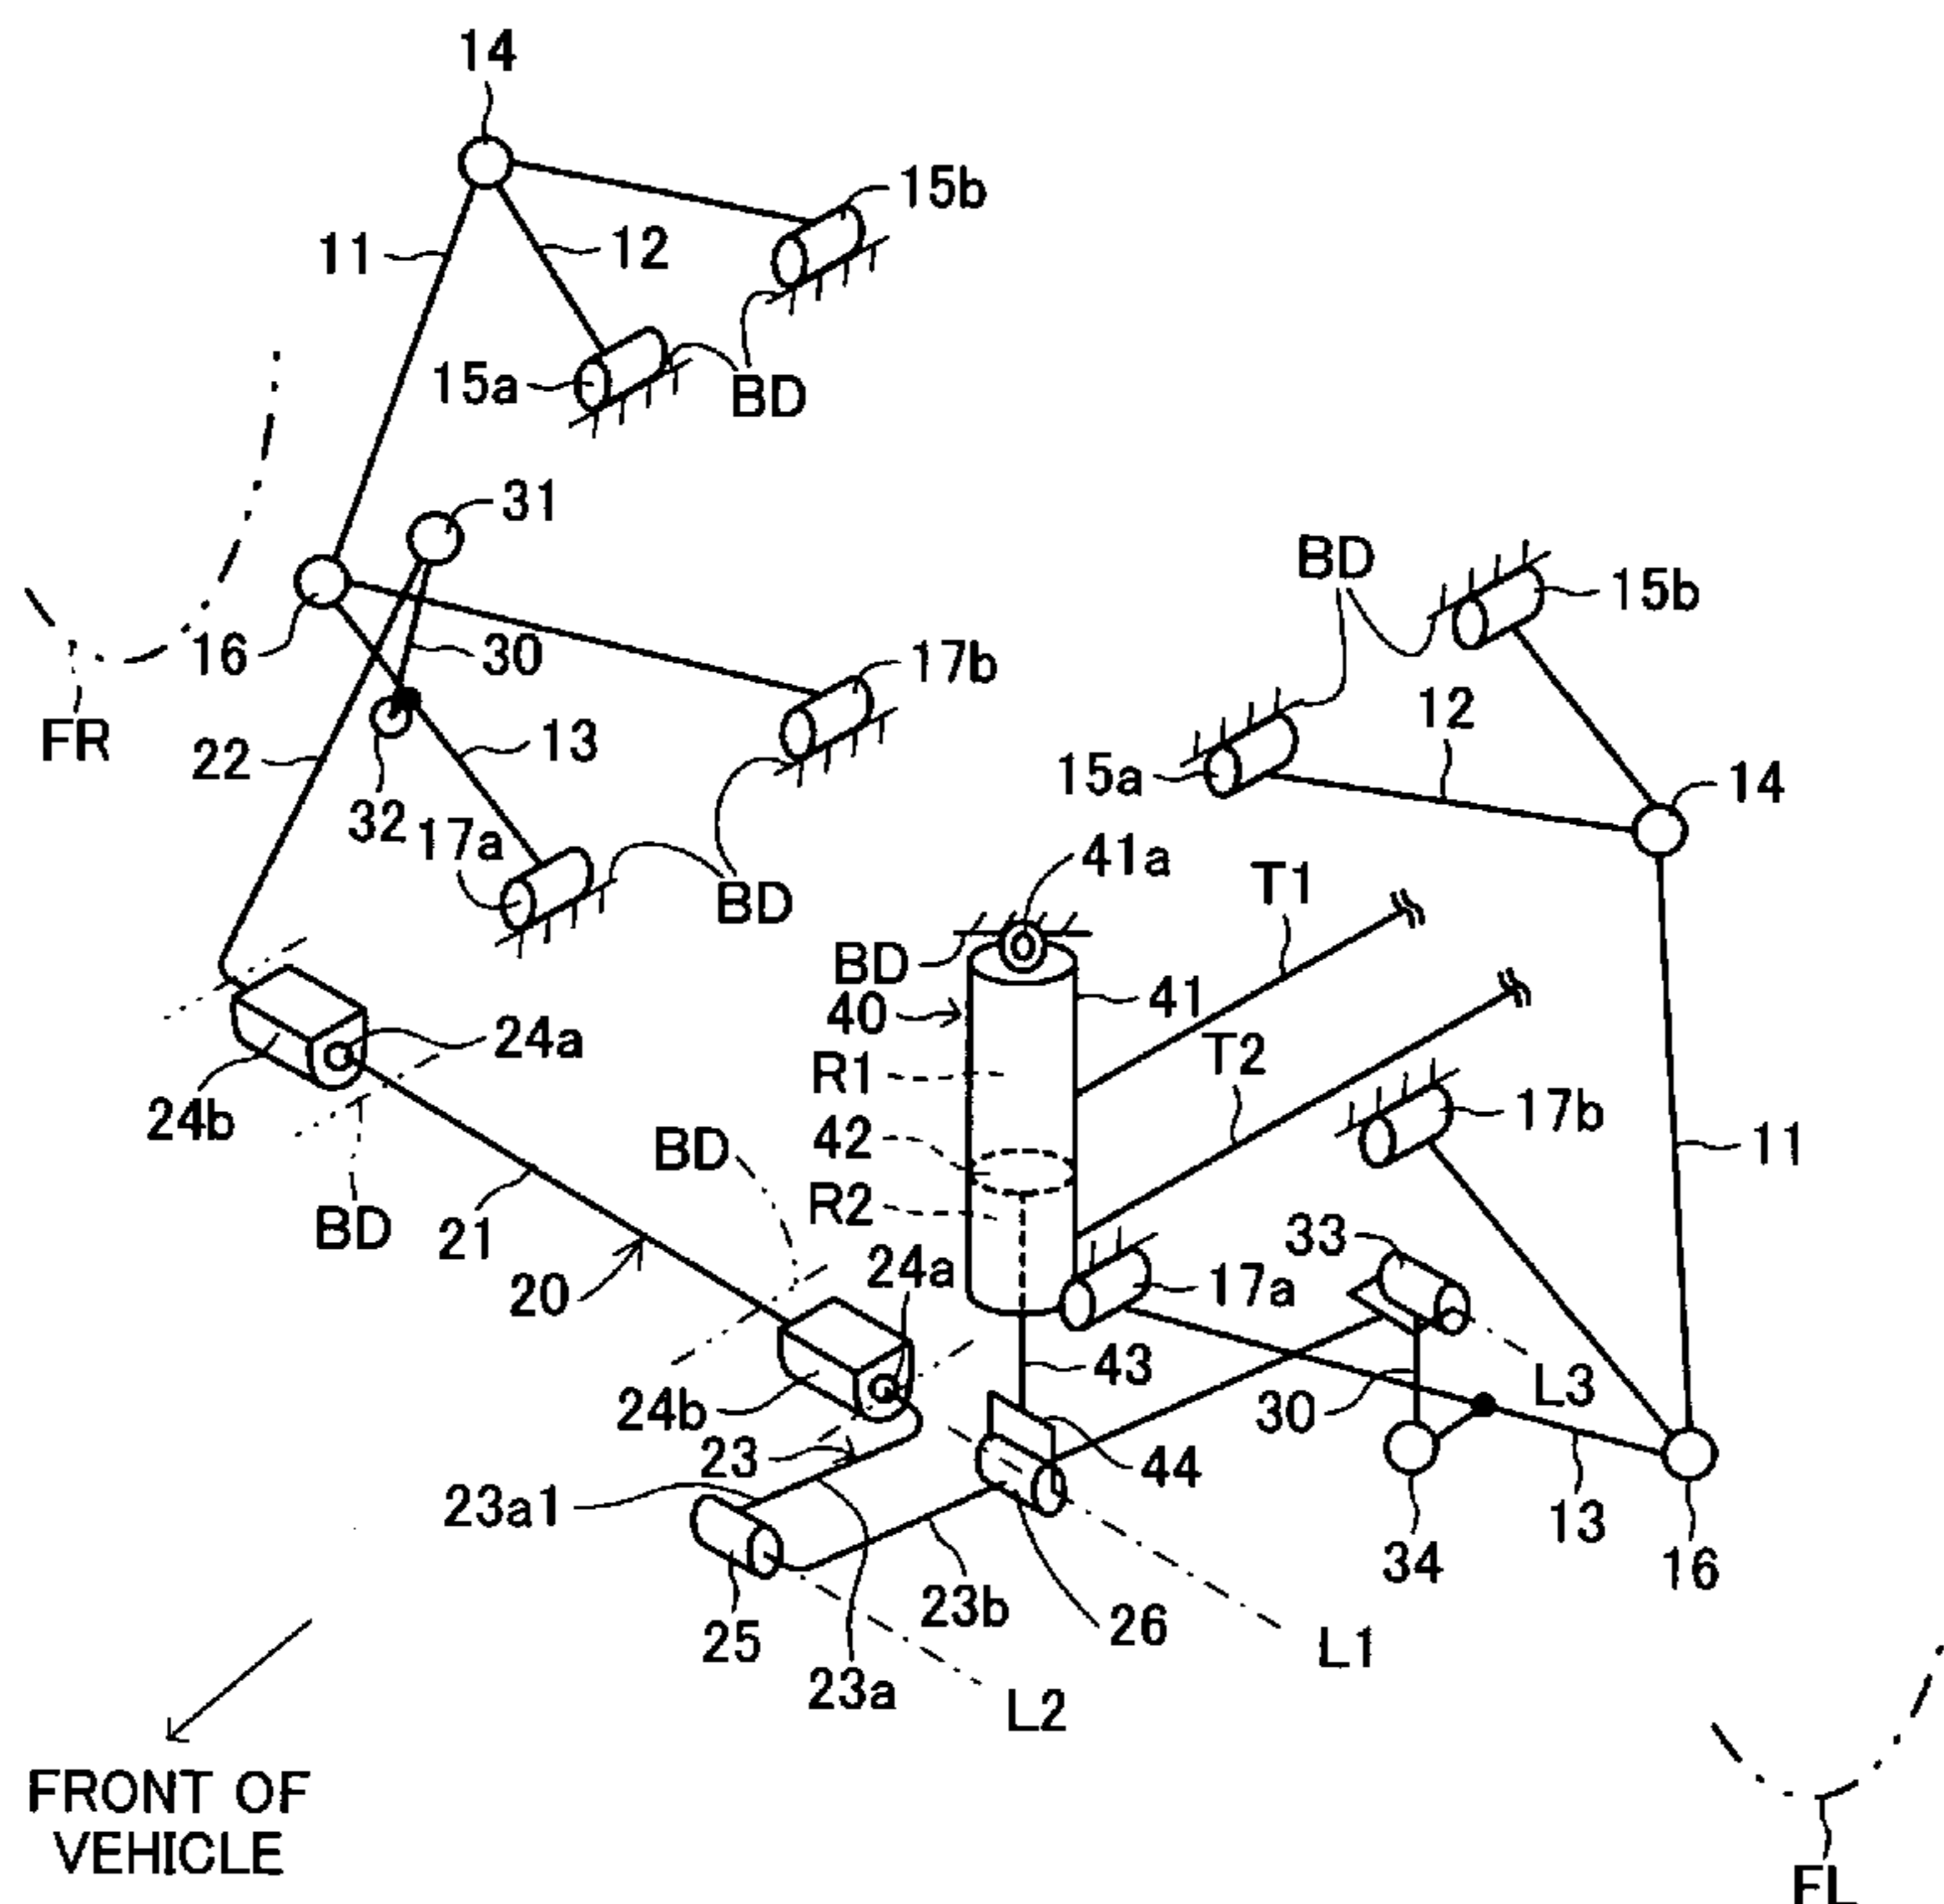 14
15b
11
12
15a
BD
31
16
30
17b
FR
22
13
32
17a
BD
BD
15b
12
15a
14
41a
T1
BD
41
40
24a
T2
R1
24b
42
17b
11
BD
R2
BD
21
33
20
24a
17a
43
24b
30
L3
23
44
23a1
13
34
16
25
23b
26
23a
L1
L2
FRONT OF
VEHICLE
FL